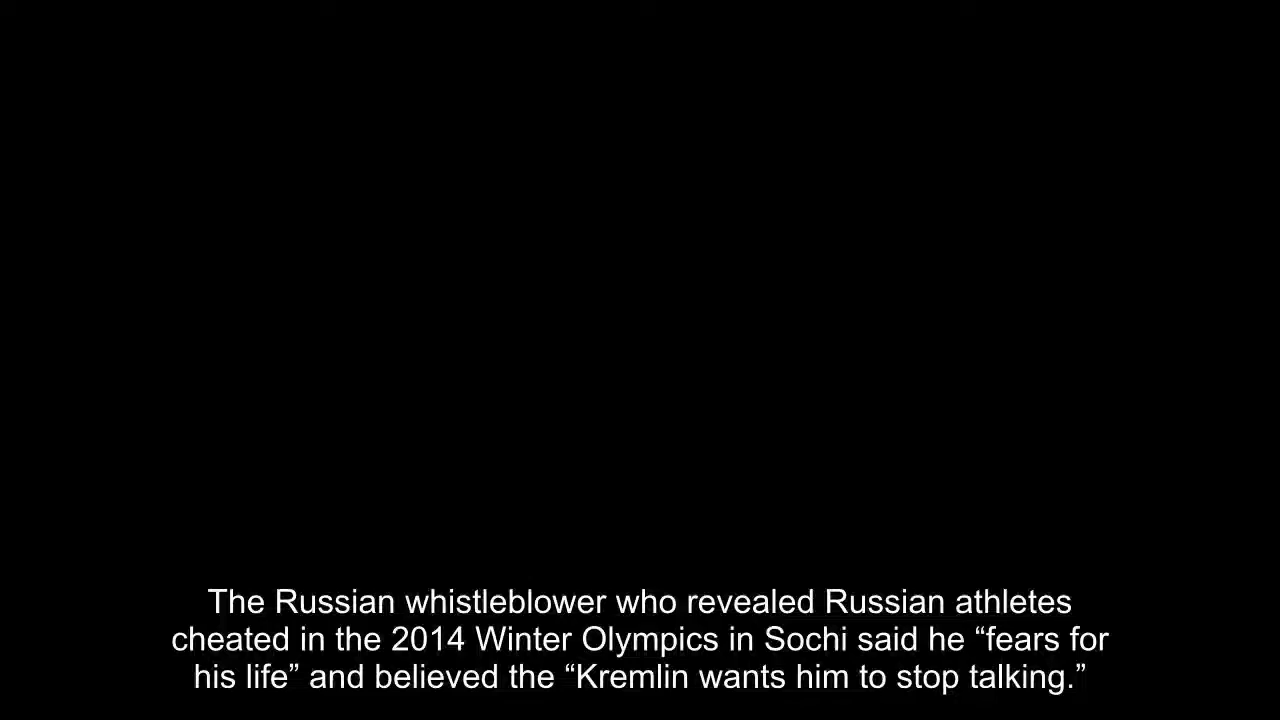 The Russian whistleblower who revealed Russian athletes
cheated in the 2014 Winter Olympics in Sochi said he “fears for
his life” and believed the “Kremlin wants him to stop talking.”